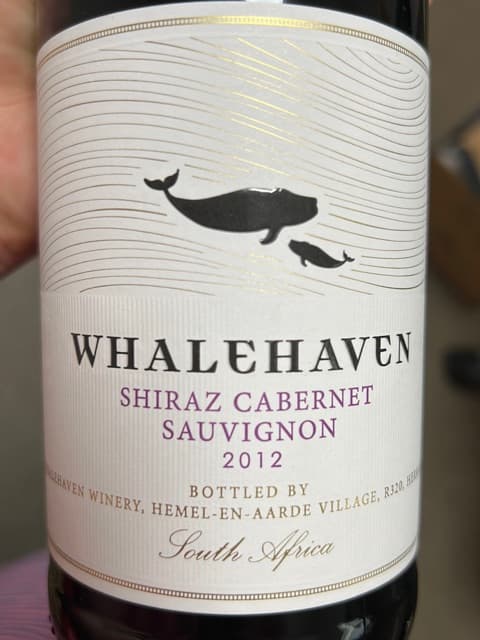 WHALEHAVEN
SHIRAZ CABERNET
SAUVIGNON
2012
BOTTLED BY
WINERY, HEMEL-EN-AARDE VILLAGE, R320,
South Africa